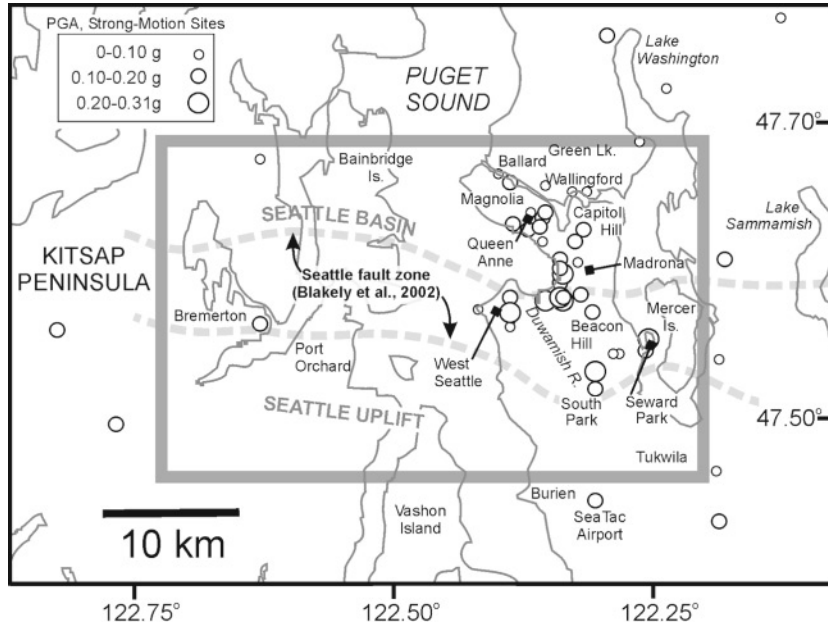 PGA, Strong-Motion Sites
0-0.10 g
0.10-0.20 g
0.20-0.31g
PUGET
SOUND
Lake
Washington
47.70°
Bainbridge
Is.
Ballard
Green Lk.
Wallingford
Magnolia
Capitol
Hill
Lake
Sammamish
SEATTLE BASIN
KITSAP
PENINSULA
Queen
Anne
Madrona
Seattle fault zone
(Blakely et al., 2002)
Bremerton
Mercer
Is.
Beacon
Hill
Duwamish R.
Port
Orchard
West
Seattle
SEATTLE UPLIFT
South
Park
Seward
Park
47.50°
Tukwila
Burien
Vashon
Island
SeaTac
Airport
10 km
122.75°
122.50°
122.25°